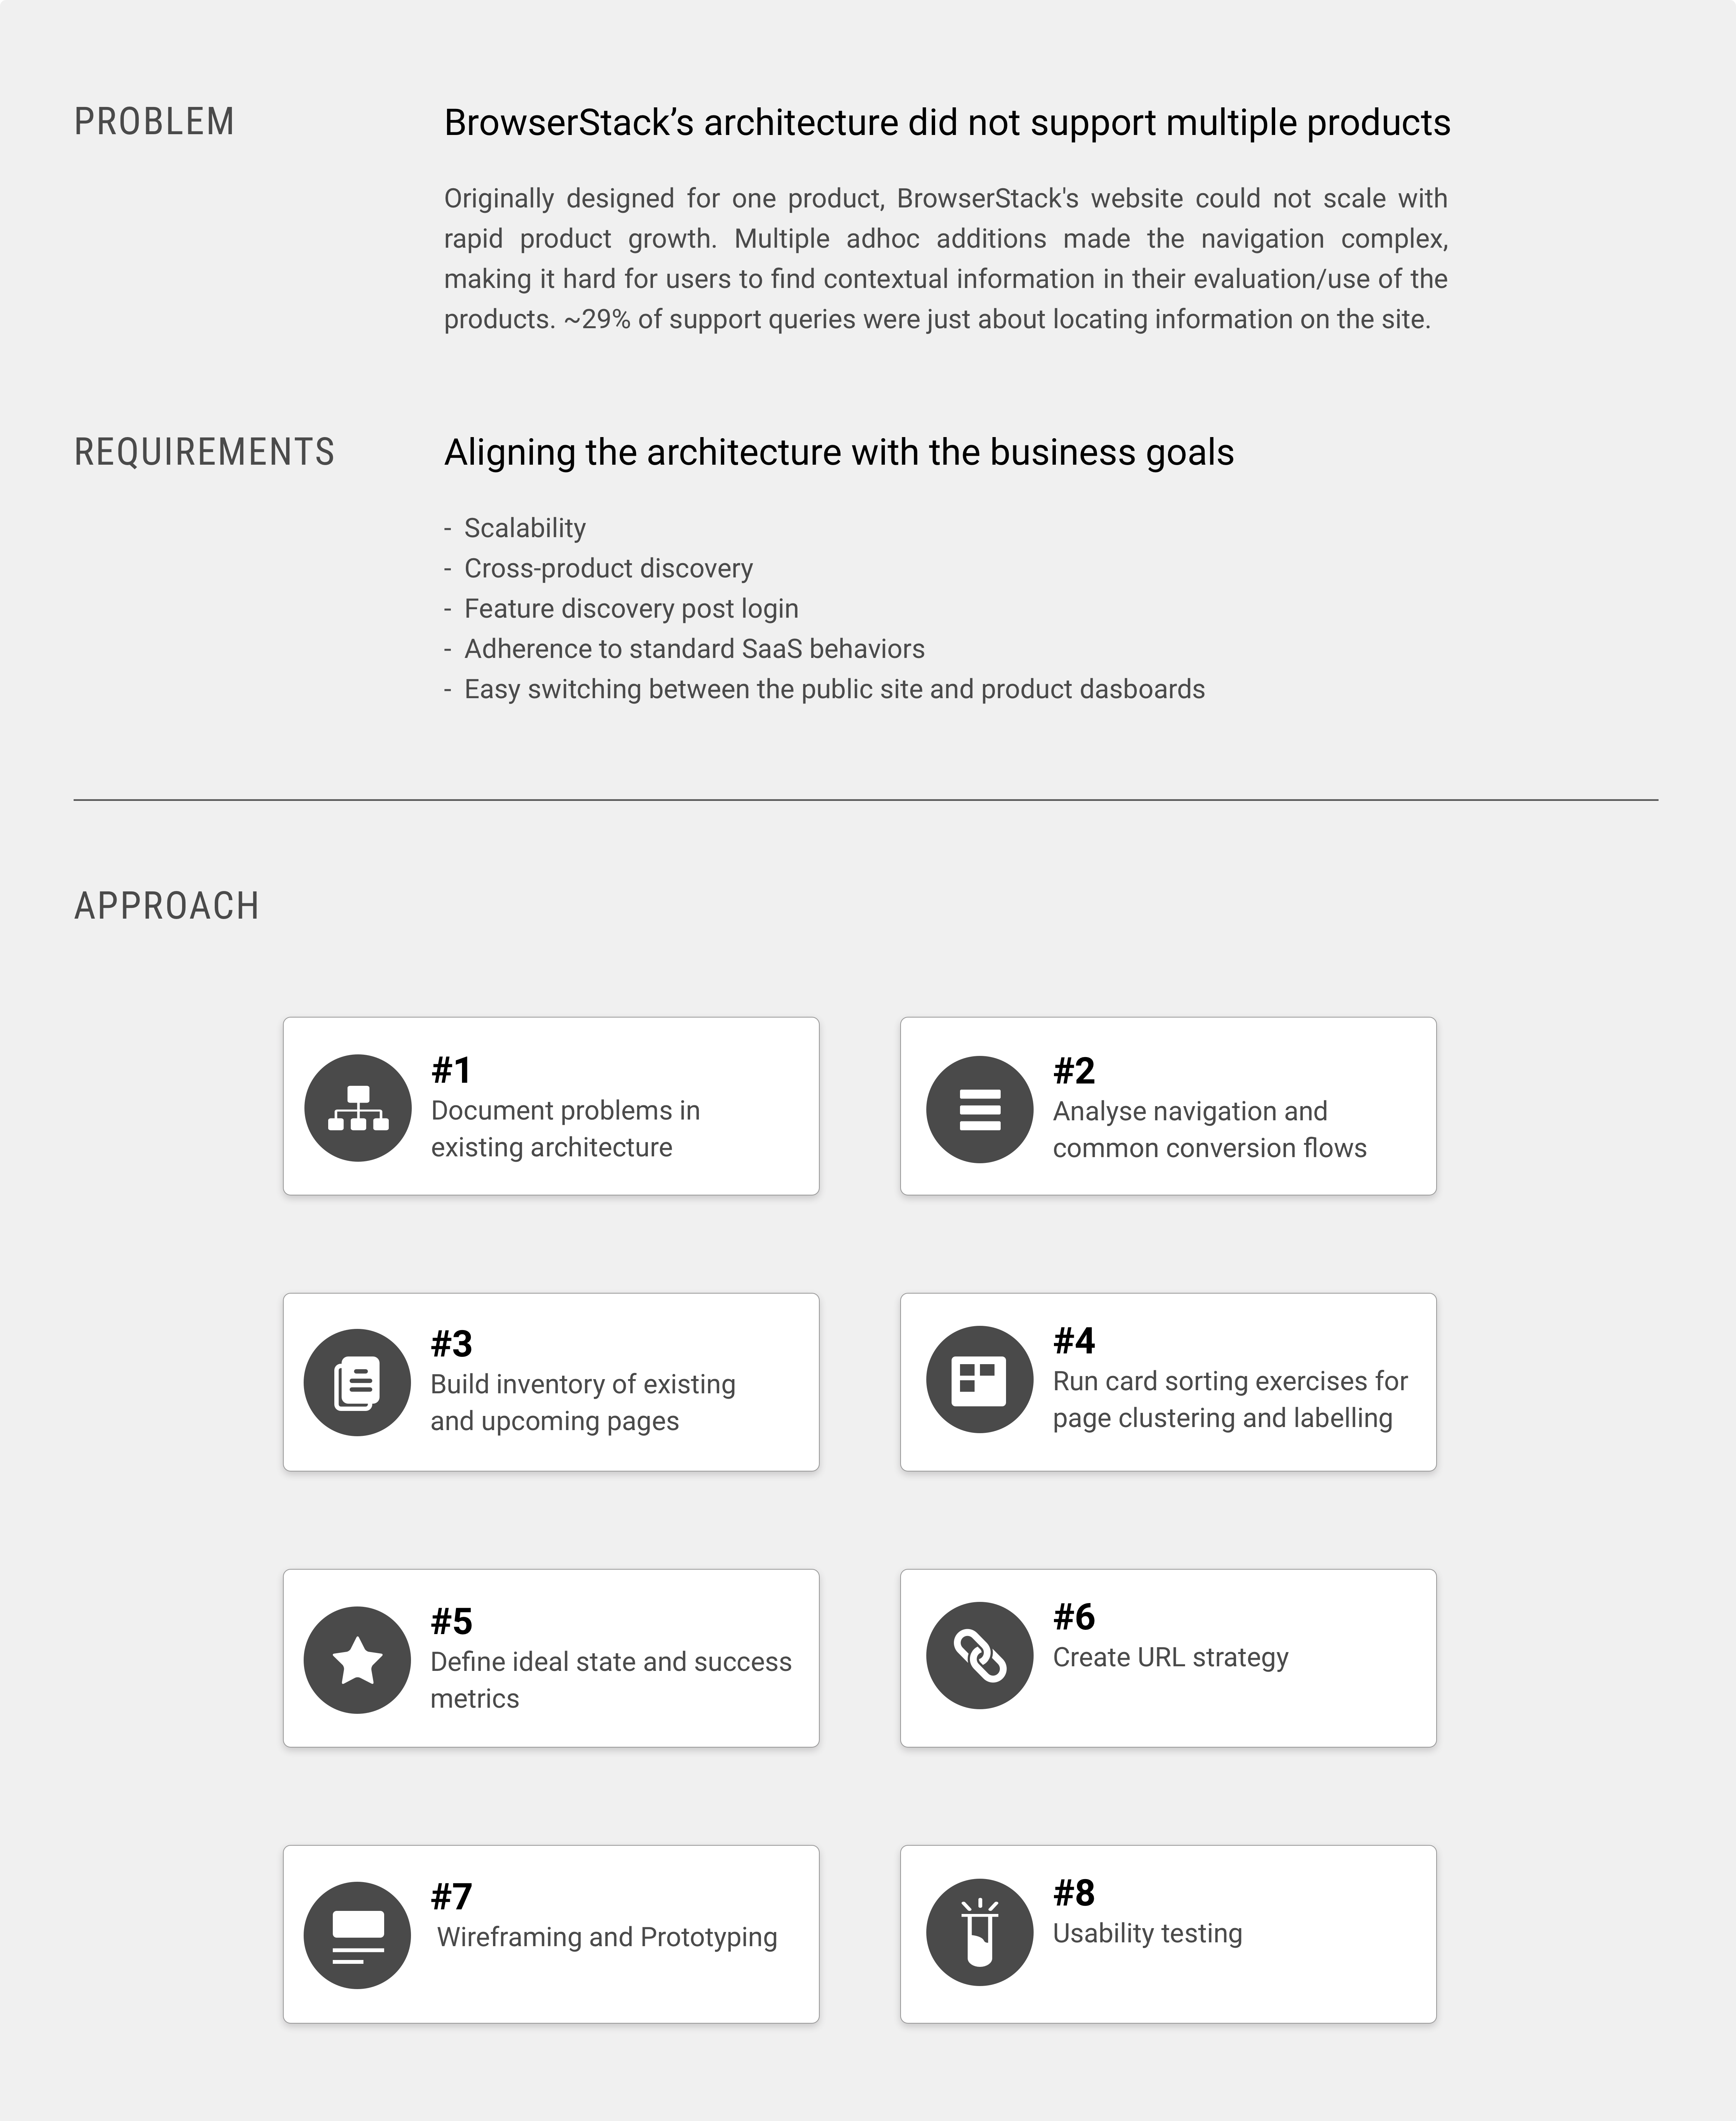 PROBLEM
BrowserStack’s architecture did not support multiple products
Originally designed for one product, BrowserStack's website could not scale with
rapid product growth. Multiple adhoc additions made the navigation complex,
making it hard for users to find contextual information in their evaluation/use of the
products. ~29% of support queries were just about locating information on the site.
REQUIREMENTS
Aligning the architecture with the business goals
- Scalability
- Cross-product discovery
- Feature discovery post login
- Adherence to standard SaaS behaviors
- Easy switching between the public site and product dasboards
APPROACH
#1
Document problems in
existing architecture
#2
Analyse navigation and
common conversion flows
#3
Build inventory of existing
and upcoming pages
#4
Run card sorting exercises for
page clustering and labelling
#5
Define ideal state and success
metrics
#6
Create URL strategy
#7
Wireframing and Prototyping
#8
Usability testing